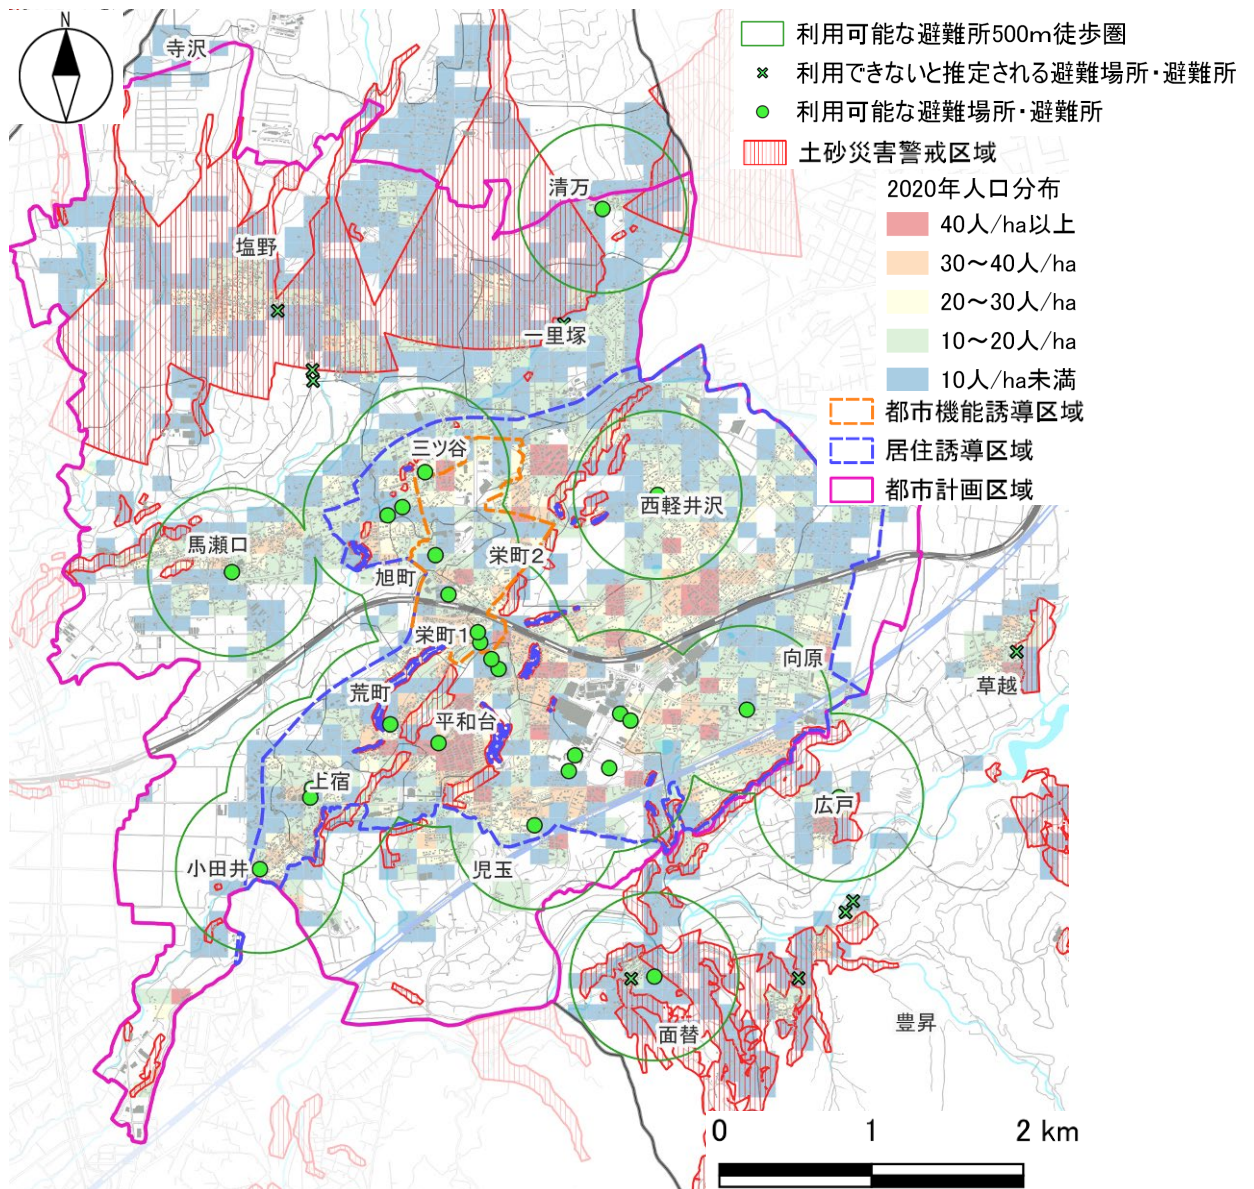 N
利用可能な避難所500m徒歩圏
利用できないと推定される避難場所・避難所
利用可能な避難場所・避難所
土砂災害警戒区域
2020年人口分布
40人/ha以上
30～40人/ha
20～30人/ha
10～20人/ha
10人/ha未満
都市機能誘導区域
居住誘導区域
都市計画区域
寺沢
清万
塩野
一里塚
三ツ谷
西軽井沢
馬瀬口
栄町2
旭町
栄町1
向原
草越
荒町
平和台
上宿
広戸
小田井
児玉
豊昇
面替
0 1 2 km